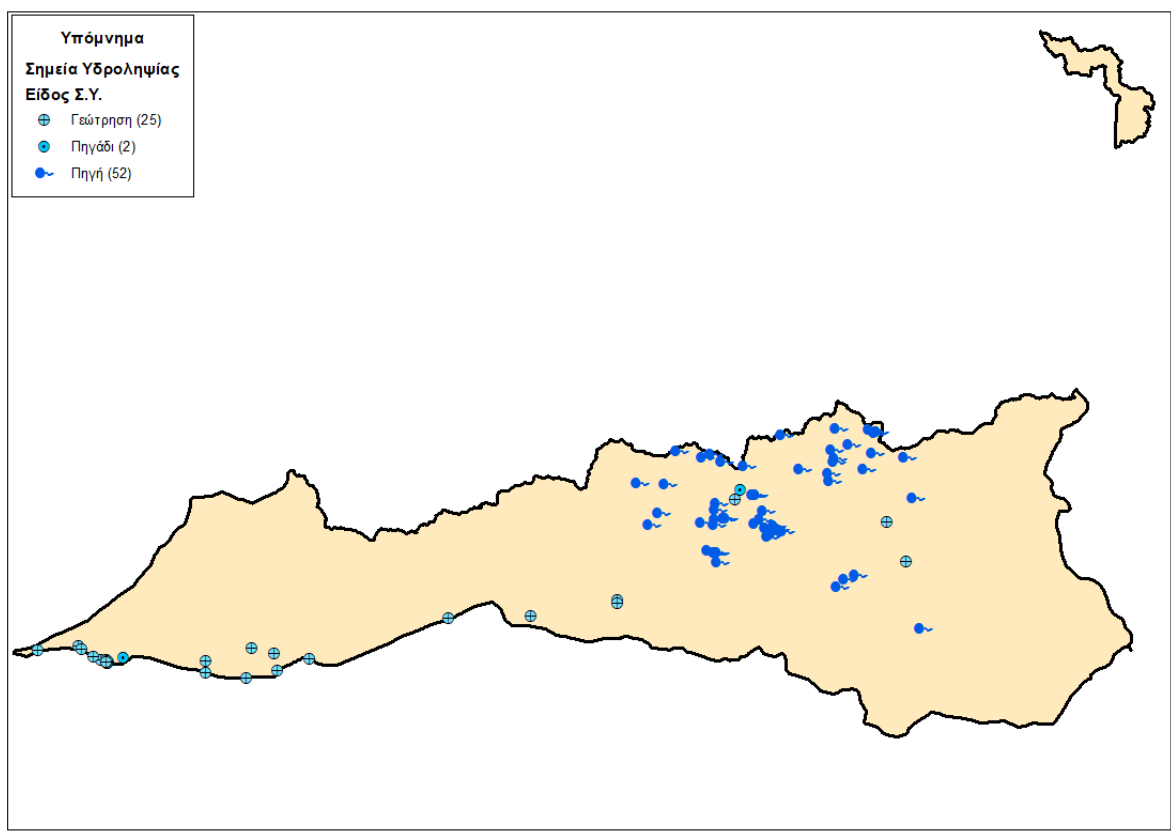 Υπόμνημα
Σημεία Υδροληψίας
Είδος Σ.Υ.
Γεώτρηση (25)
Πηγάδι (2)
Πηγή (52)